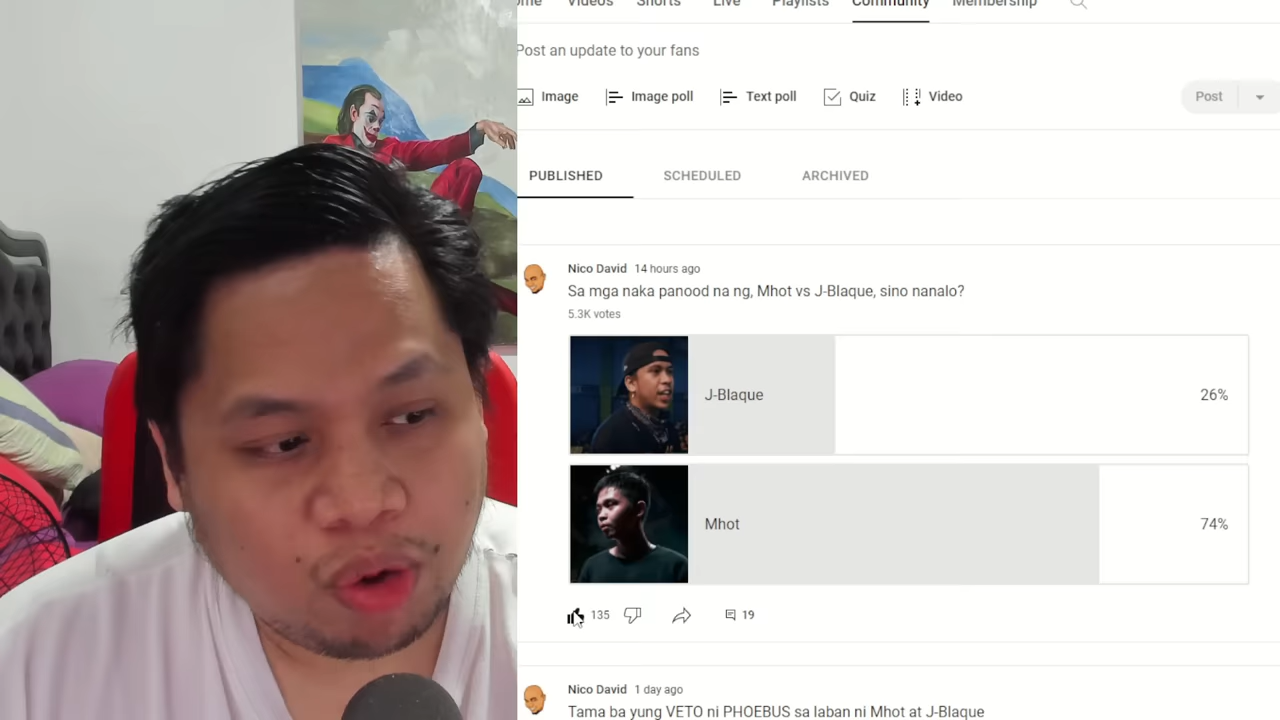 Videos
Shorts
Live
Playlists
Community
Membership
Post an update to your fans
Image
Image poll
Text poll
Quiz
Video
Post
PUBLISHED
SCHEDULED
ARCHIVED
Nico David 14 hours ago
Sa mga naka panood na ng, Mhot vs J-Blaque, sino nanalo?
5.3K votes
J-Blaque
26%
Mhot
74%
135
19
Nico David 1 day ago
Tama ba yung VETO ni PHOEBUS sa laban ni Mhot at J-Blaque